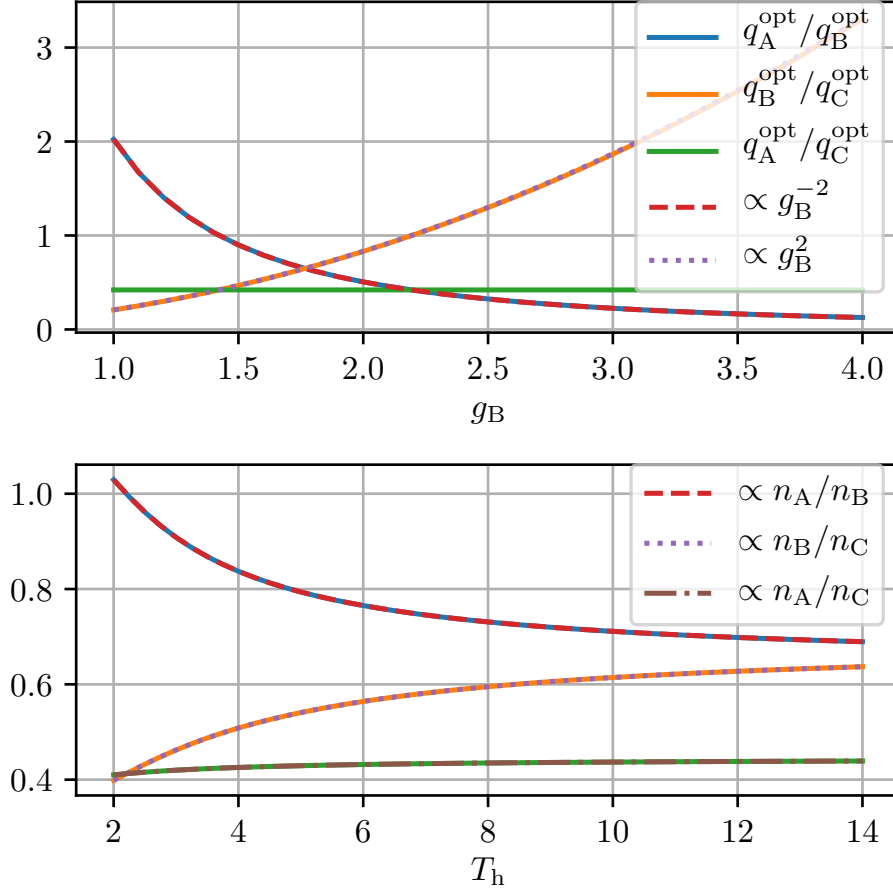 3
2
1
0
q_A^opt/q_B^opt
q_B^opt/q_C^opt
q_A^opt/q_C^opt
∝ g_B^−2
∝ g_B^2
1.0 1.5 2.0 2.5 3.0 3.5 4.0
g_B
1.0
0.8
0.6
0.4
∝ n_A/n_B
∝ n_B/n_C
∝ n_A/n_C
2 4 6 8 10 12 14
T_h